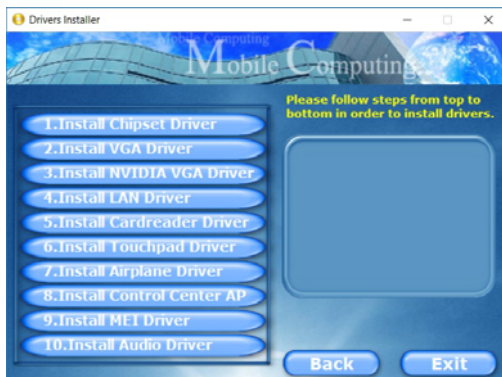 Drivers Installer
Mobile Computing
Mobile Computing
Please follow steps from top to
bottom in order to install drivers.
1.Install Chipset Driver
2.Install VGA Driver
3.Install NVIDIA VGA Driver
4.Install LAN Driver
5.Install Cardreader Driver
6.Install Touchpad Driver
7.Install Airplane Driver
8.Install Control Center AP
9.Install MEI Driver
10.Install Audio Driver
Back
Exit